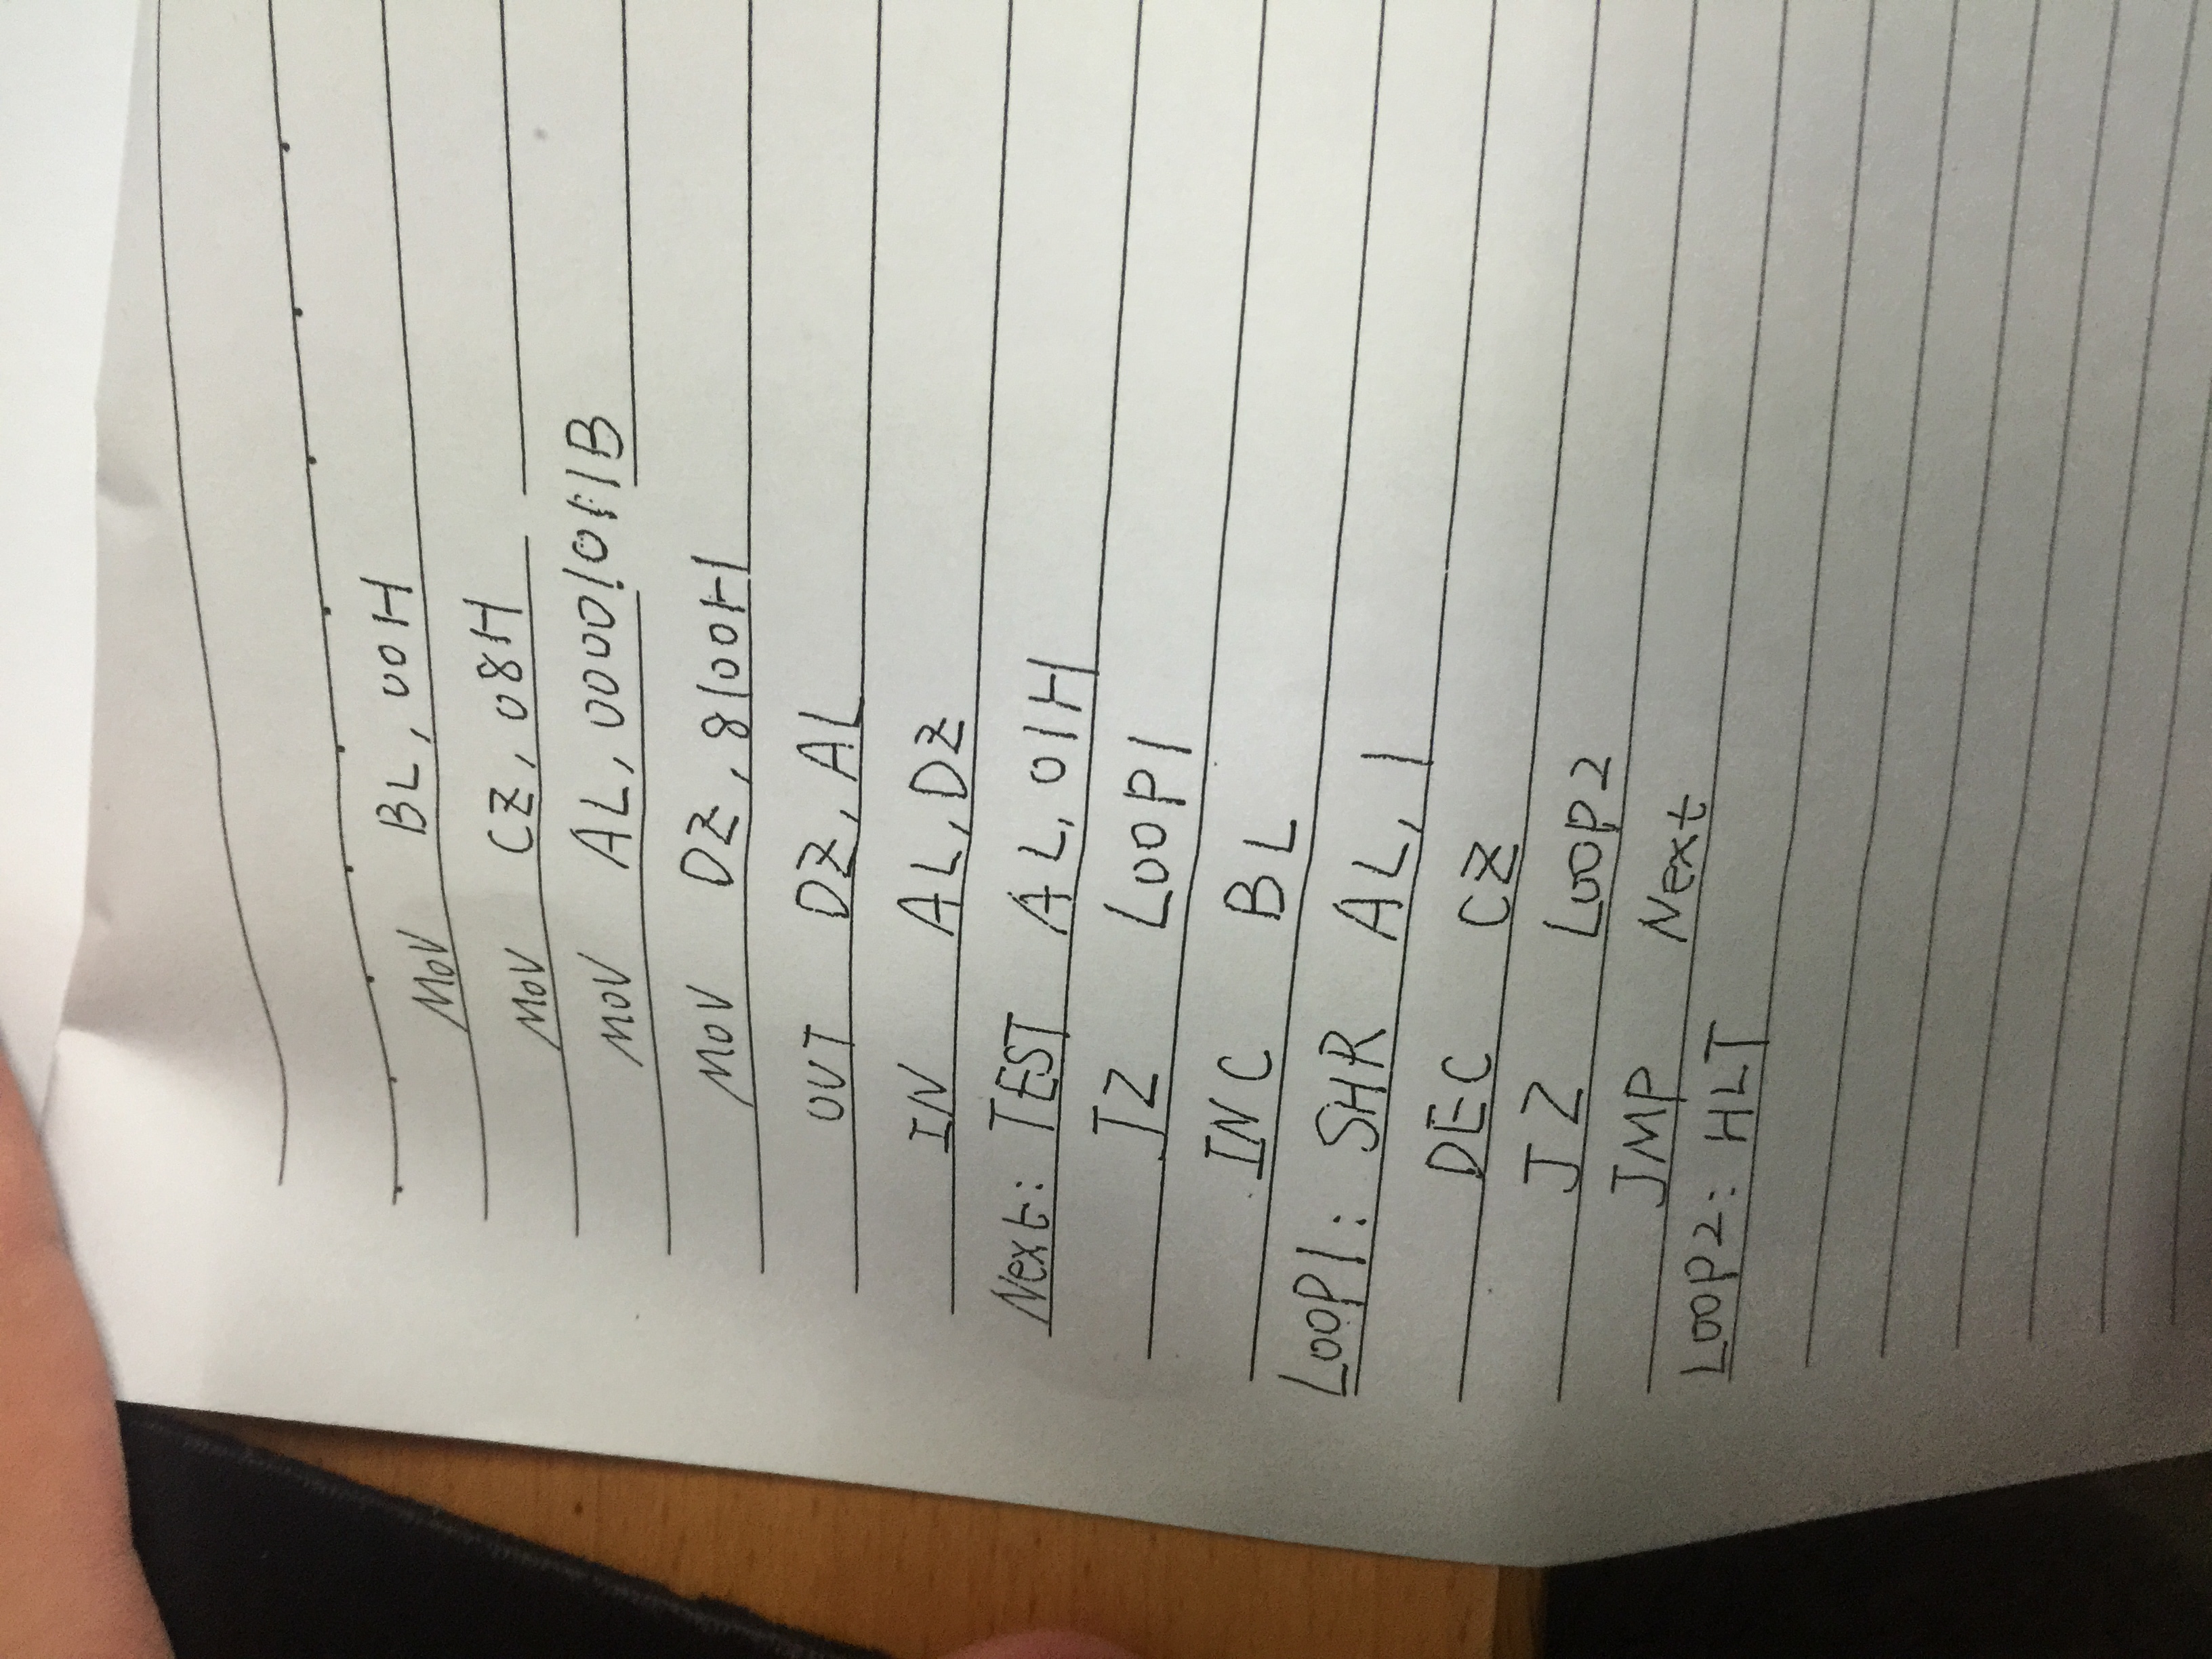 MOV BL, 00H
MOV CZ, 08H
MOV AL, 00001011B
MOV DZ, 8100H
OUT DZ, AL
IN AL, DZ
Next: TEST AL, 01H
JZ LOOP1
INC BL
LOOP1: SHR AL, 1
DEC CZ
JZ LOOP2
JMP Next
LOOP2: HLT